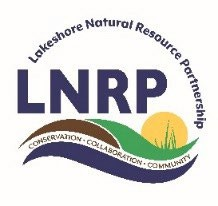 Lakeshore Natural Resource Partnership
LNRP
CONSERVATION • COLLABORATION • COMMUNITY